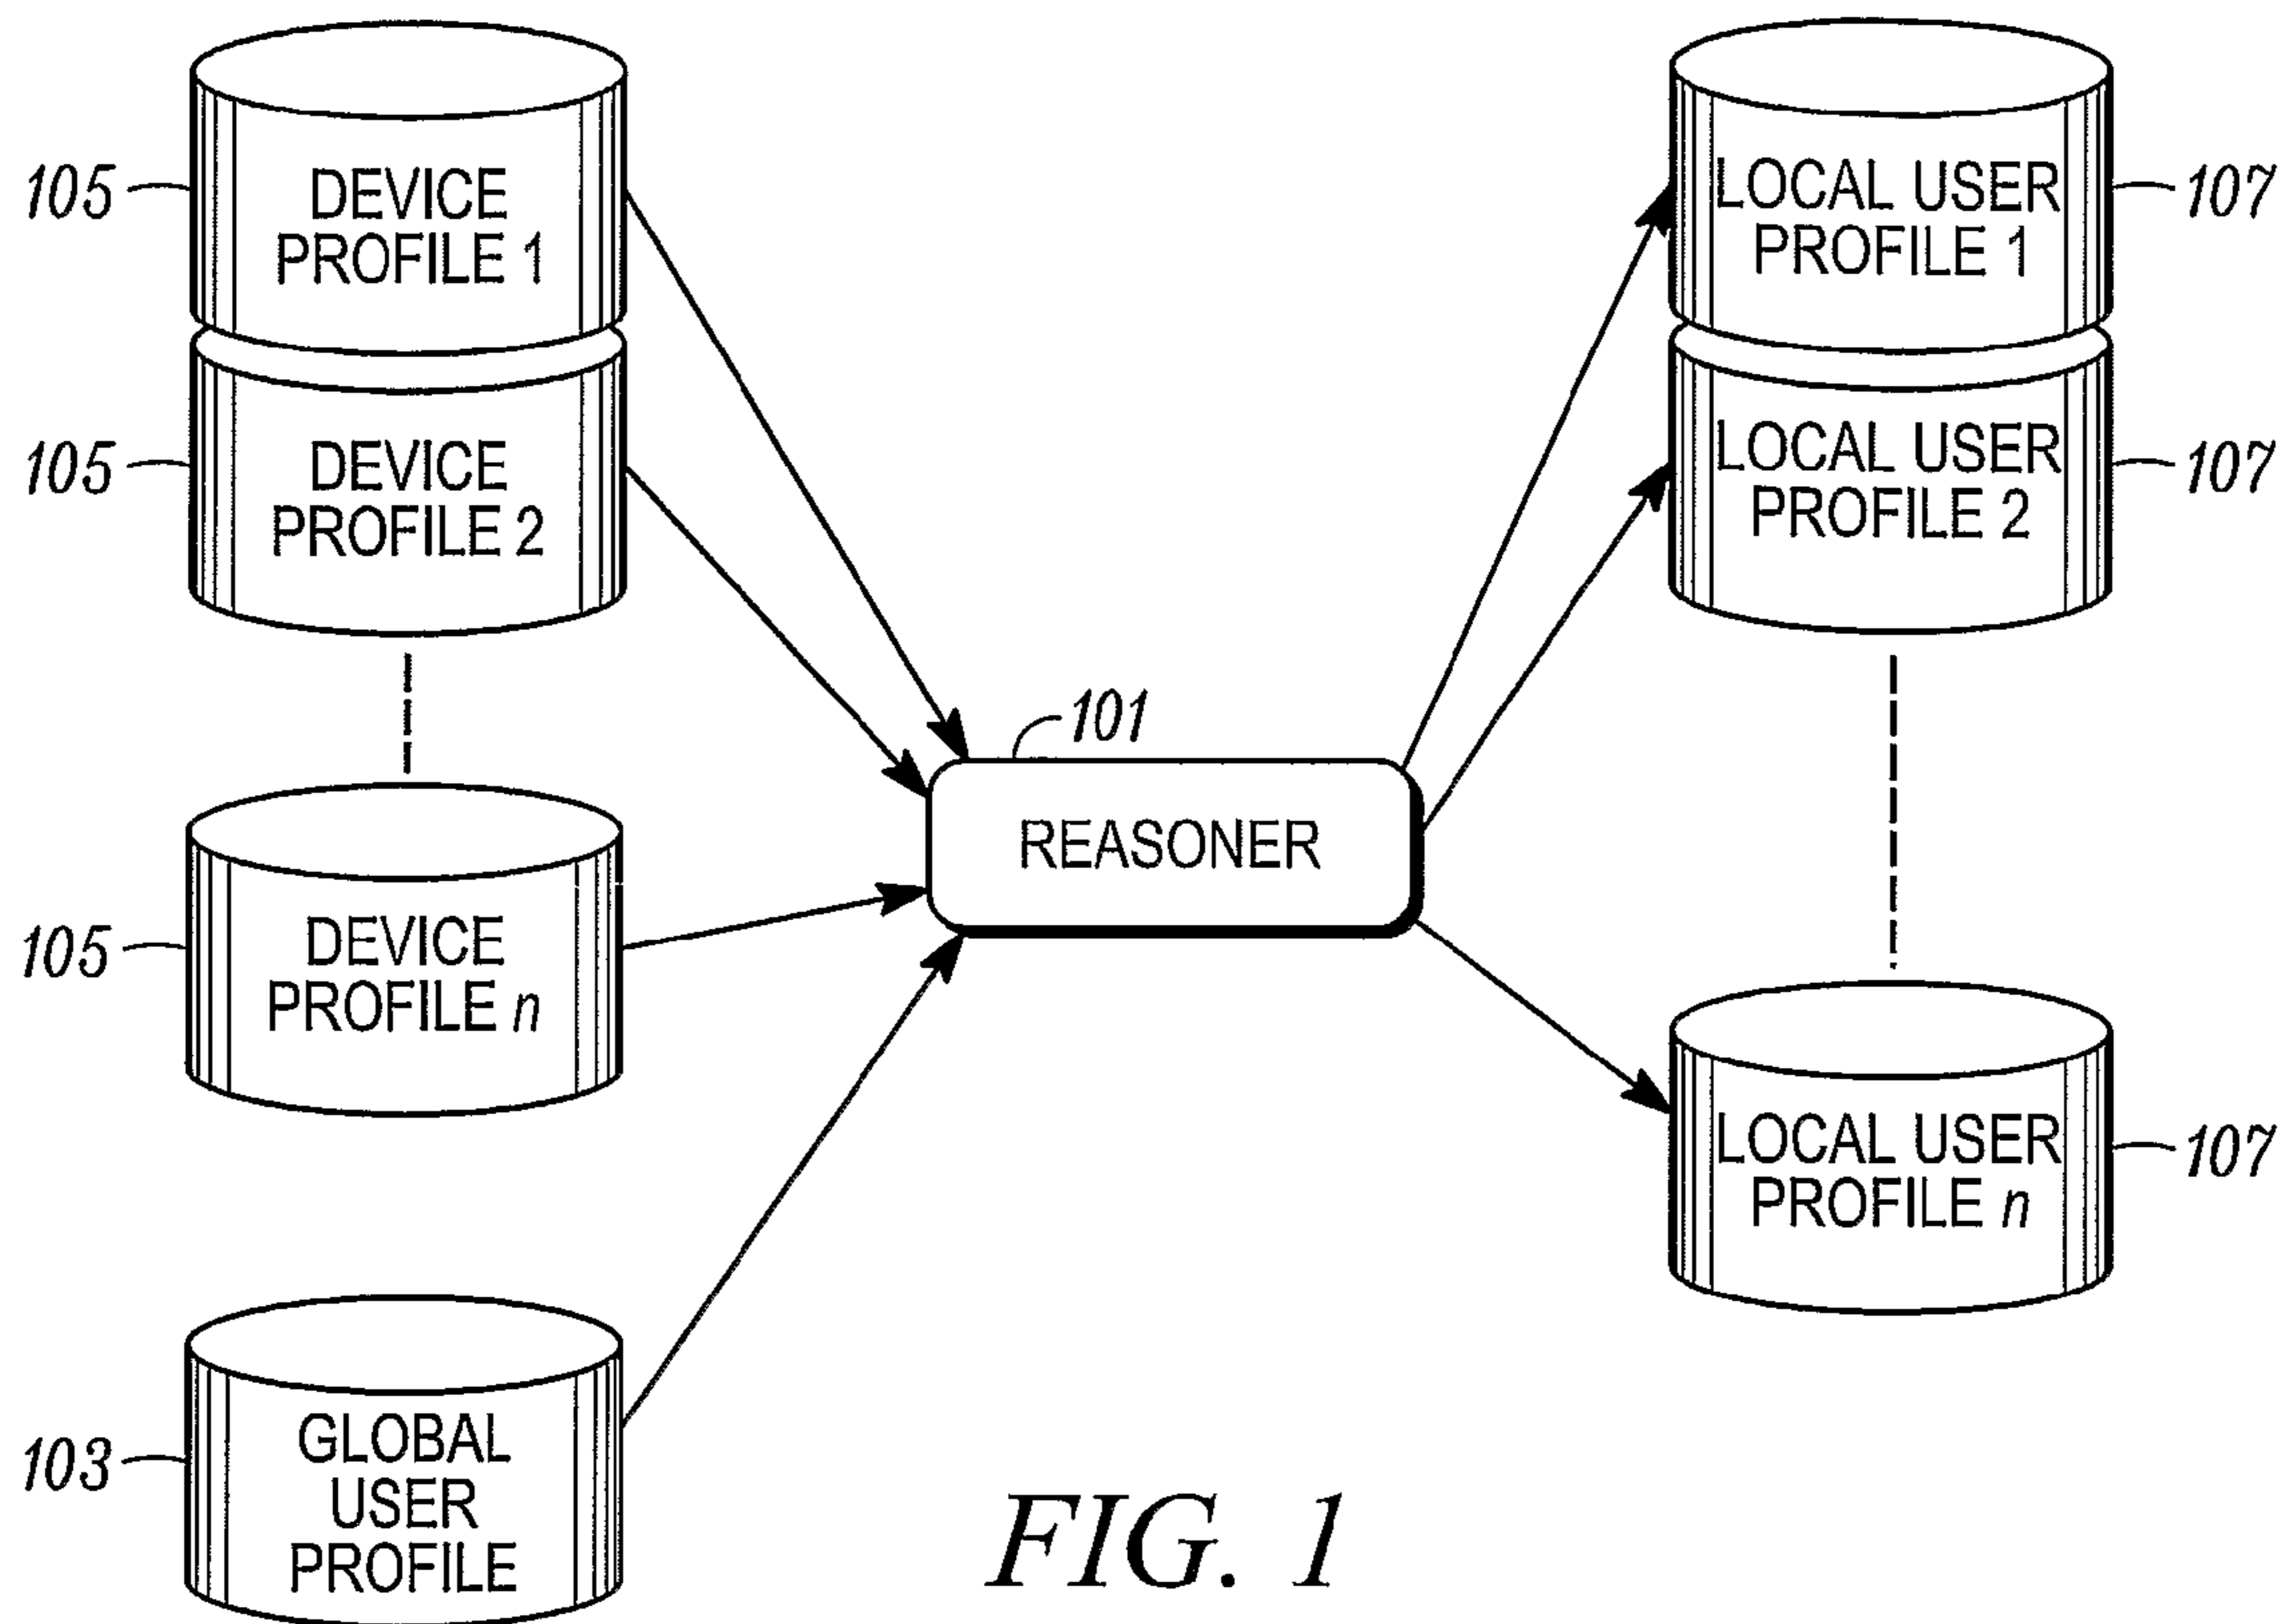 105
DEVICE
PROFILE 1
105
DEVICE
PROFILE 2
105
DEVICE
PROFILE n
103
GLOBAL
USER
PROFILE
101
REASONER
LOCAL USER
PROFILE 1
107
LOCAL USER
PROFILE 2
107
LOCAL USER
PROFILE n
107
FIG. 1